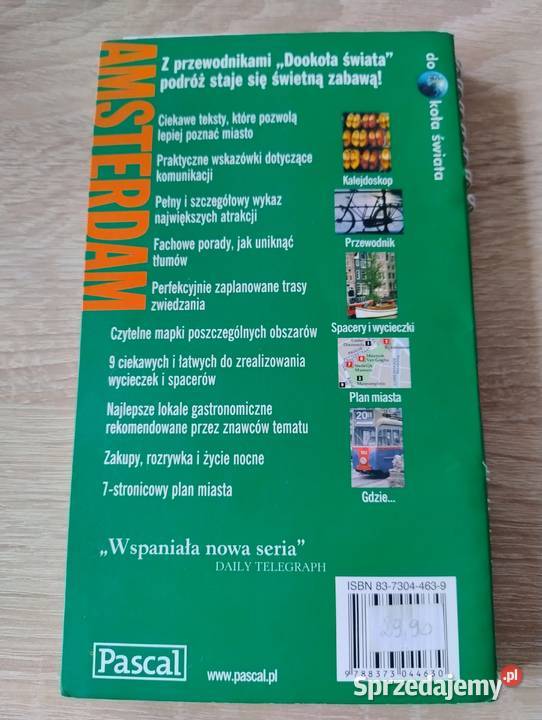 AMSTERDAM
Z przewodnikami „Dookoła świata”
podróż staje się świetną zabawą!
do koła świata
Ciekawe teksty, które pozwolą
lepiej poznać miasto
Praktyczne wskazówki dotyczące
komunikacji
Pełny i szczegółowy wykaz
największych atrakcji
Fachowe porady, jak uniknąć
tłumów
Perfekcyjnie zaplanowane trasy
zwiedzania
Czytelne mapki poszczególnych obszarów
9 ciekawych i łatwych do zrealizowania
wycieczek i spacerów
Najlepsze lokale gastronomiczne
rekomendowane przez znawców tematu
Zakupy, rozrywka i życie nocne
7-stronicowy plan miasta
Kalejdoskop
Przewodnik
Spacery i wycieczki
Plan miasta
20
Gdzie...
„Wspaniała nowa seria”
DAILY TELEGRAPH
ISBN 83-7304-463-9
29,90
9 788373 044630
Pascal
www.pascal.pl
Sprzedajemy.pl